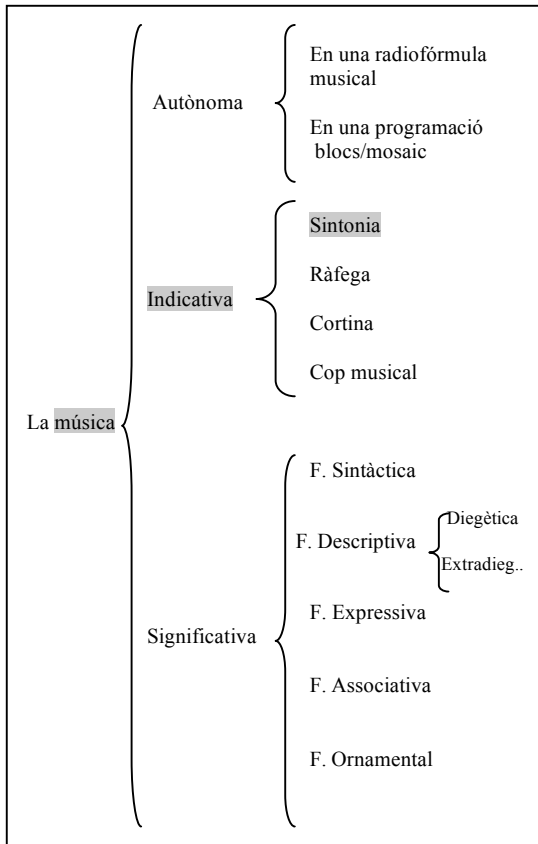 La música
Autònoma
En una radiofórmula
musical
En una programació
blocs/mosaic
Indicativa
Sintonia
Ràfega
Cortina
Cop musical
Significativa
F. Sintàctica
F. Descriptiva
Diegètica
Extradieg..
F. Expressiva
F. Associativa
F. Ornamental